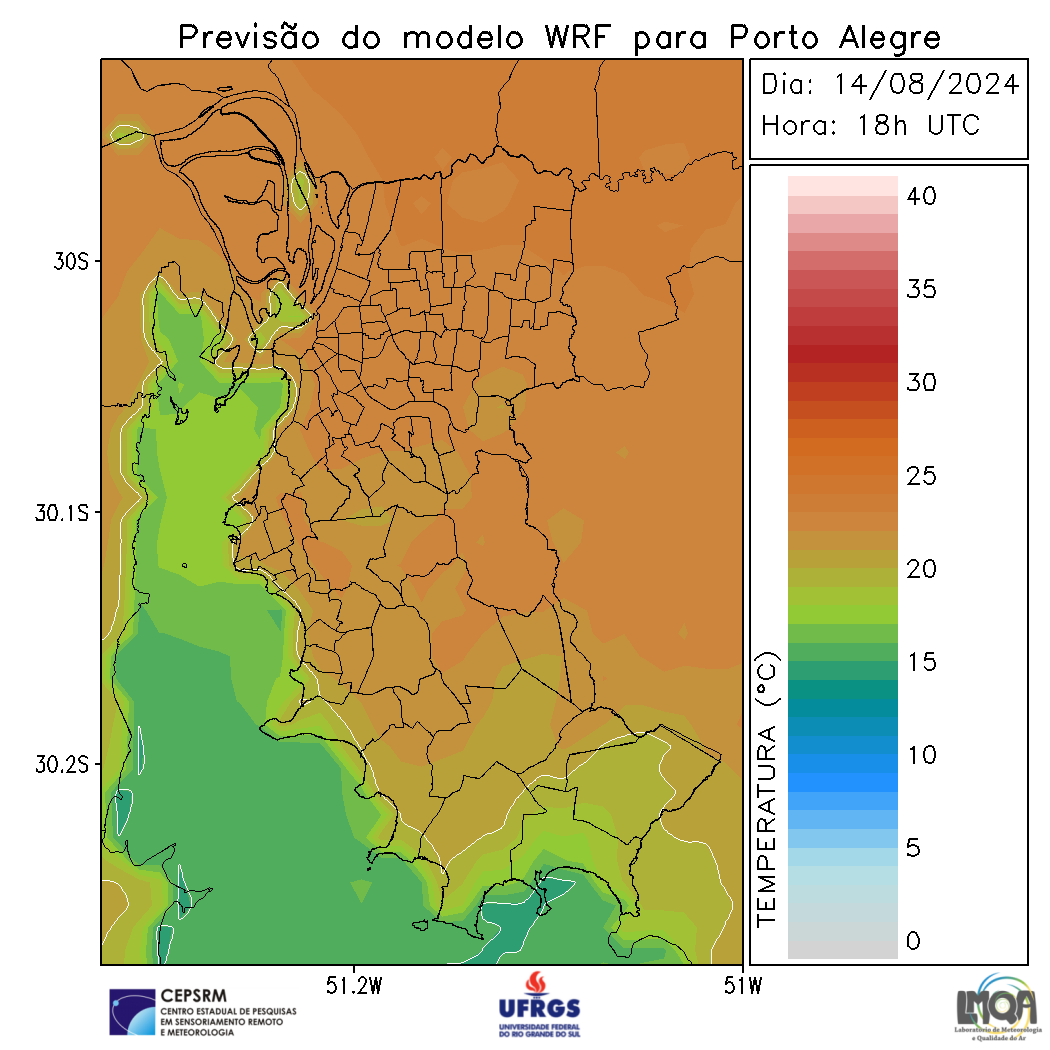 Previsão do modelo WRF para Porto Alegre
Dia: 14/08/2024
Hora: 18h UTC
40
35
30
25
20
15
10
5
0
TEMPERATURA (°C)
30S
30.1S
30.2S
51.2W
51W
CEPSRM
CENTRO ESTADUAL DE PESQUISAS
EM SENSORIAMENTO REMOTO
E METEOROLOGIA
UFRGS
UNIVERSIDADE FEDERAL
DO RIO GRANDE DO SUL
LMQA
Laboratório de Meteorologia
e Qualidade do Ar